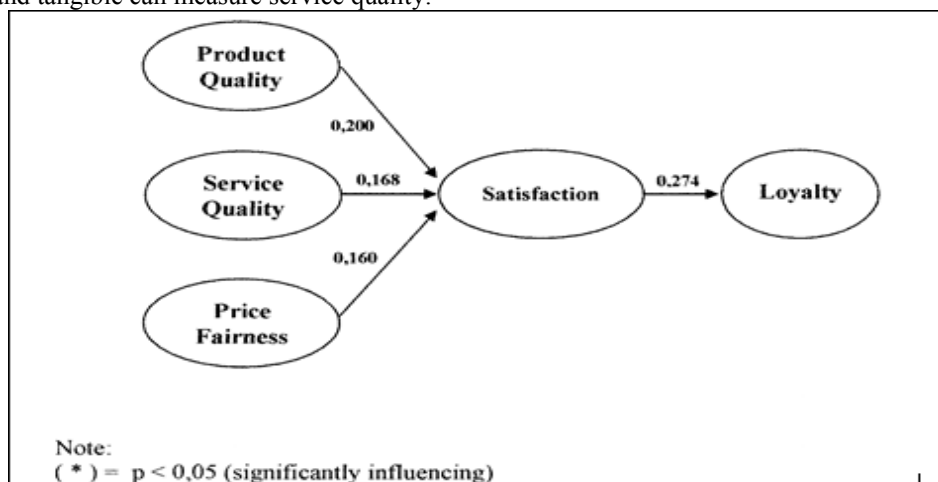 and tangible can measure service quality.
Product
Quality
0,200
Service
Quality
0,168
Satisfaction
0,274
Loyalty
0,160
Price
Fairness
Note:
( * ) = p < 0,05 (significantly influencing)